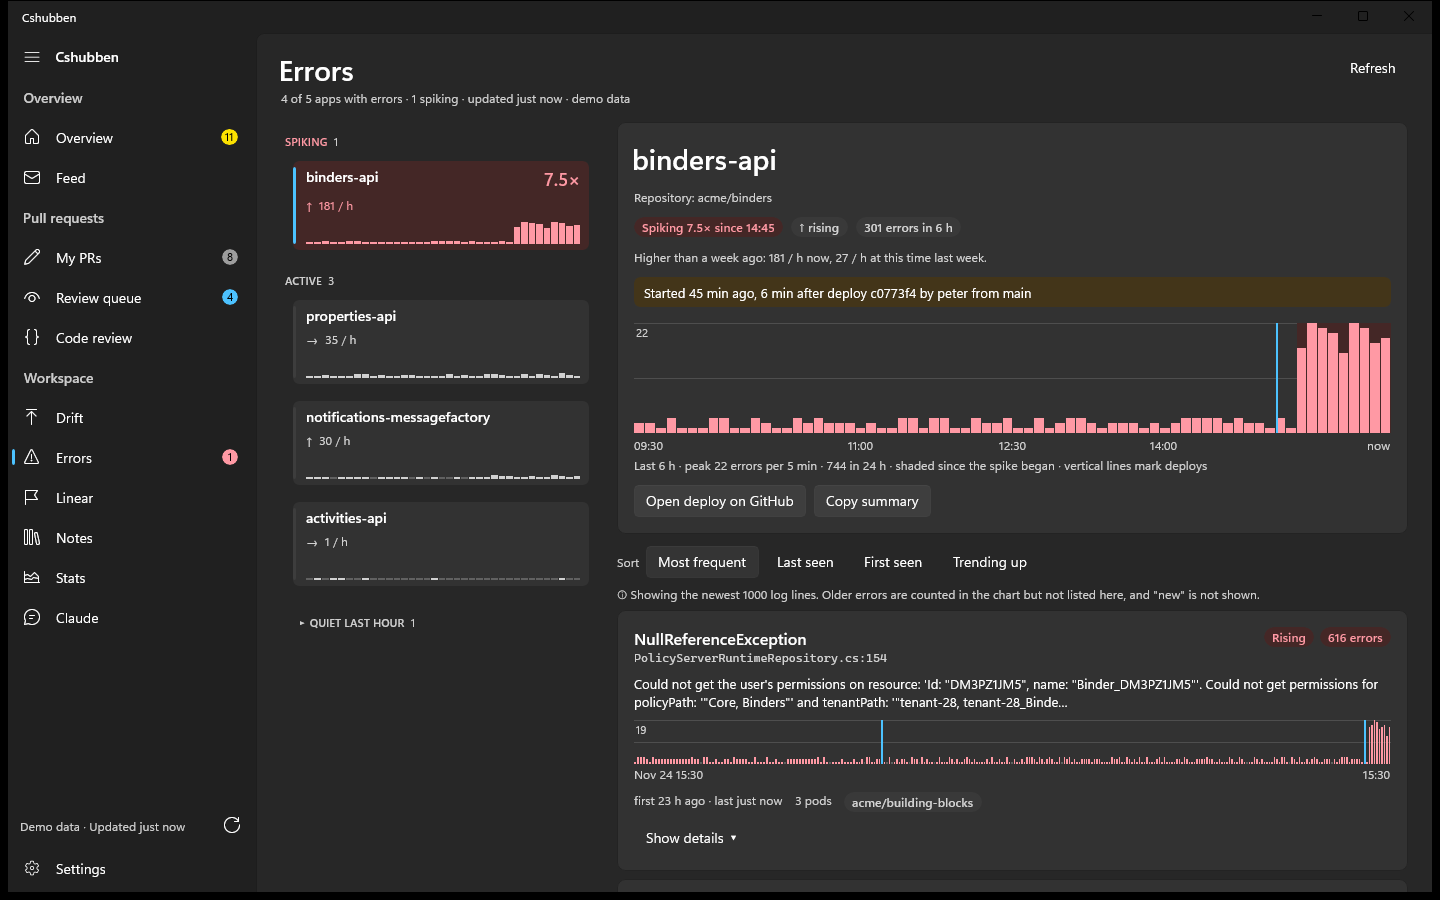 Cshubben
Cshubben
Overview
Overview 11
Feed
Pull requests
My PRs 8
Review queue 4
Code review
Workspace
Drift
Errors 1
Linear
Notes
Stats
Claude
Demo data · Updated just now
Settings
Errors
4 of 5 apps with errors · 1 spiking · updated just now · demo data
Refresh
SPIKING 1
binders-api 7.5×
↑ 181 / h
ACTIVE 3
properties-api
→ 35 / h
notifications-messagefactory
↑ 30 / h
activities-api
→ 1 / h
▸ QUIET LAST HOUR 1
binders-api
Repository: acme/binders
Spiking 7.5× since 14:45 ↑ rising 301 errors in 6 h
Higher than a week ago: 181 / h now, 27 / h at this time last week.
Started 45 min ago, 6 min after deploy c0773f4 by peter from main
22
09:30 11:00 12:30 14:00 now
Last 6 h · peak 22 errors per 5 min · 744 in 24 h · shaded since the spike began · vertical lines mark deploys
Open deploy on GitHub Copy summary
Sort Most frequent Last seen First seen Trending up
Showing the newest 1000 log lines. Older errors are counted in the chart but not listed here, and "new" is not shown.
NullReferenceException Rising 616 errors
PolicyServerRuntimeRepository.cs:154
Could not get the user's permissions on resource: 'Id: "DM3PZ1JM5", name: "Binder_DM3PZ1JM5"'. Could not get permissions for
policyPath: '"Core, Binders"' and tenantPath: '"tenant-28, tenant-28_Binde...
19
Nov 24 15:30 15:30
first 23 h ago · last just now 3 pods acme/building-blocks
Show details ▾